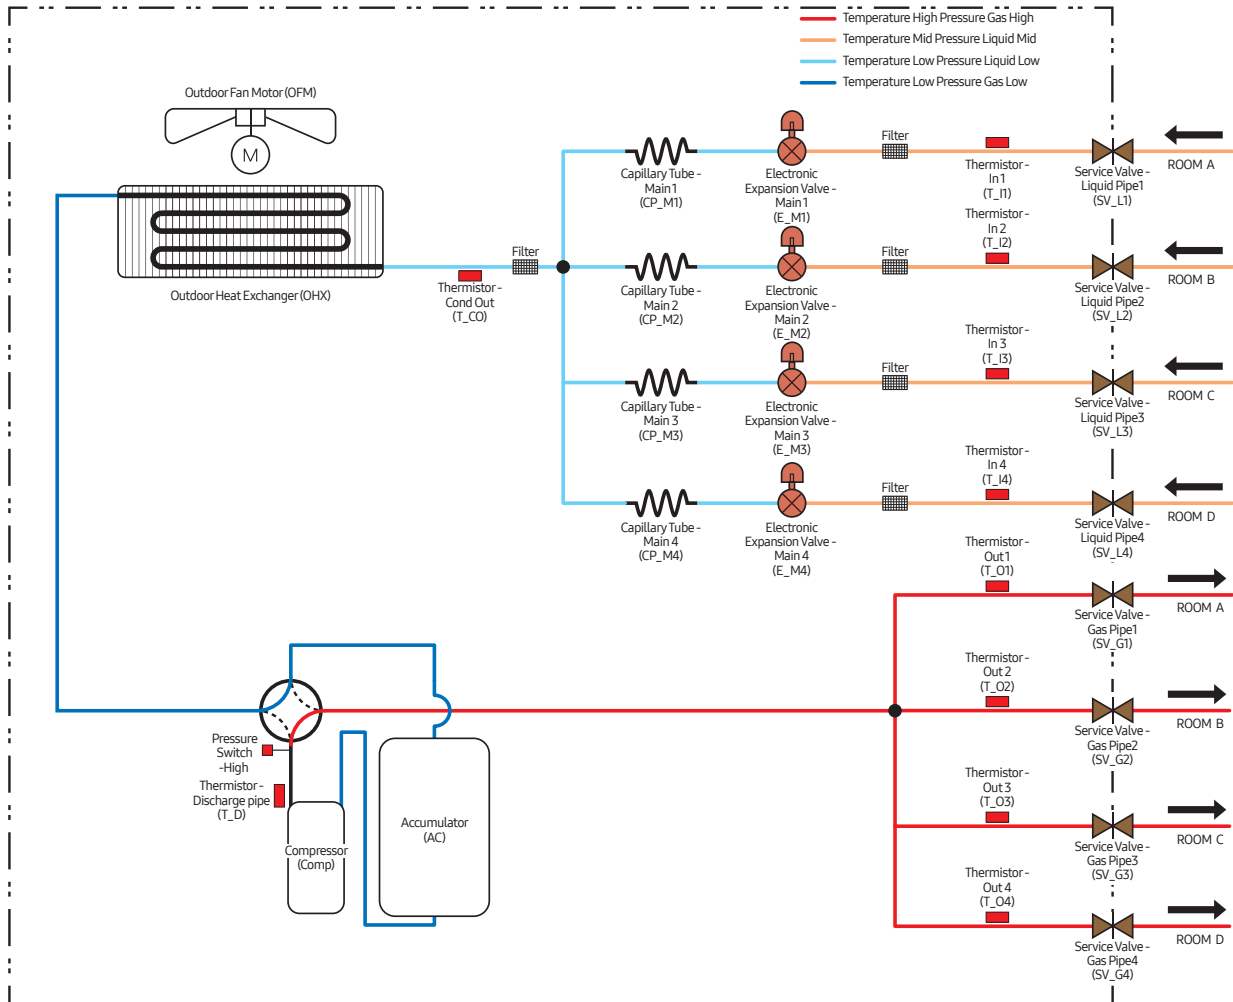 Temperature High Pressure Gas High
Temperature Mid Pressure Liquid Mid
Temperature Low Pressure Liquid Low
Temperature Low Pressure Gas Low
Outdoor Fan Motor (OFM)
M
Outdoor Heat Exchanger (OHX)
Thermistor -
Cond Out
(T_CO)
Filter
Capillary Tube -
Main 1
(CP_M1)
Electronic
Expansion Valve -
Main 1
(E_M1)
Filter
Thermistor -
In 1
(T_I1)
Service Valve -
Liquid Pipe1
(SV_L1)
ROOM A
Capillary Tube -
Main 2
(CP_M2)
Electronic
Expansion Valve -
Main 2
(E_M2)
Filter
Thermistor -
In 2
(T_I2)
Service Valve -
Liquid Pipe2
(SV_L2)
ROOM B
Capillary Tube -
Main 3
(CP_M3)
Electronic
Expansion Valve -
Main 3
(E_M3)
Filter
Thermistor -
In 3
(T_I3)
Service Valve -
Liquid Pipe3
(SV_L3)
ROOM C
Capillary Tube -
Main 4
(CP_M4)
Electronic
Expansion Valve -
Main 4
(E_M4)
Filter
Thermistor -
In 4
(T_I4)
Service Valve -
Liquid Pipe4
(SV_L4)
ROOM D
Thermistor -
Out 1
(T_O1)
Service Valve -
Gas Pipe1
(SV_G1)
ROOM A
Thermistor -
Out 2
(T_O2)
Service Valve -
Gas Pipe2
(SV_G2)
ROOM B
Thermistor -
Out 3
(T_O3)
Service Valve -
Gas Pipe3
(SV_G3)
ROOM C
Thermistor -
Out 4
(T_O4)
Service Valve -
Gas Pipe4
(SV_G4)
ROOM D
Pressure
Switch
-High
Thermistor -
Discharge pipe
(T_D)
Compressor
(Comp)
Accumulator
(AC)